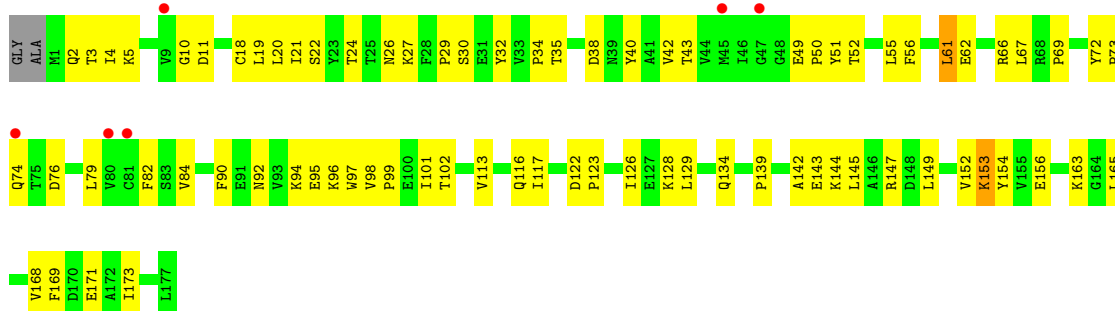 GLY ALA M1 Q2 T3 I4 K5 V9 G10 D11 C18 L19 L20 I21 S22 Y23 T24 T25 N26 K27 F28 P29 S30 E31 Y32 V33 P34 T35 D38 N39 Y40 A41 V42 T43 V44 M45 I46 G47 G48 E49 P50 Y51 T52 L55 F56 L61 E62 R66 L67 R68 P69 Y72
Q74 T75 D76 L79 V80 C81 F82 S83 V84 F90 E91 N92 V93 K94 E95 K96 W97 V98 P99 E100 I101 T102 V113 Q116 I117 D122 P123 I126 E127 K128 L129 Q134 P139 A142 E143 K144 L145 A146 R147 D148 L149 V152 K153 Y154 V155 E156 K163 G164 L165
V168 F169 D170 E171 A172 I173 L177